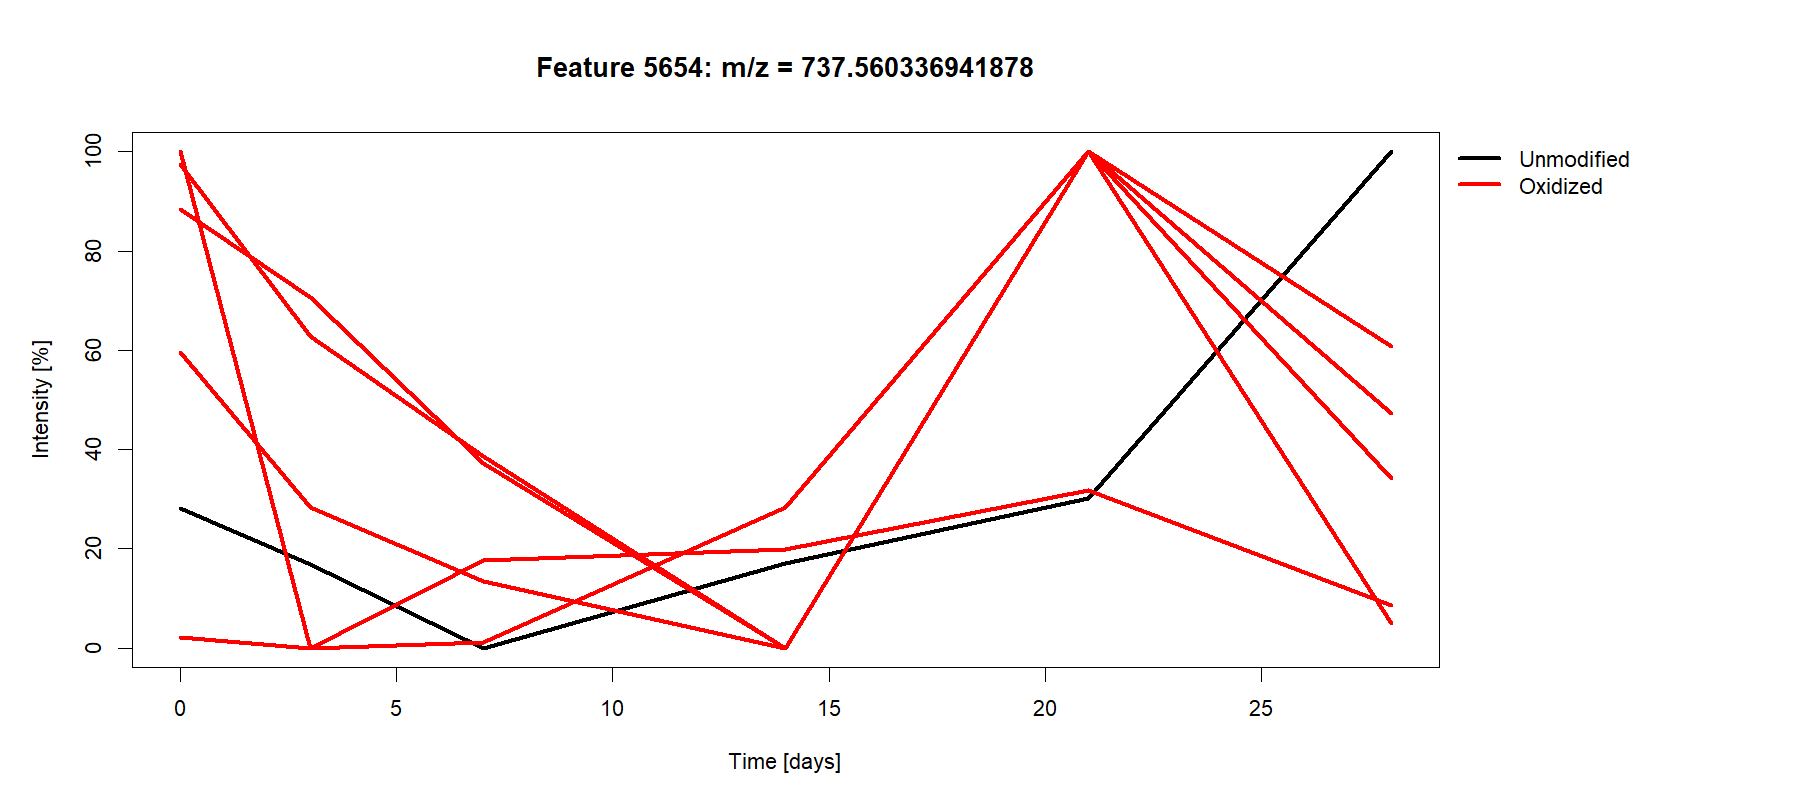 Feature 5654: m/z = 737.560336941878
Unmodified
Oxidized
Intensity [%]
100
80
60
40
20
0
0 5 10 15 20 25
Time [days]